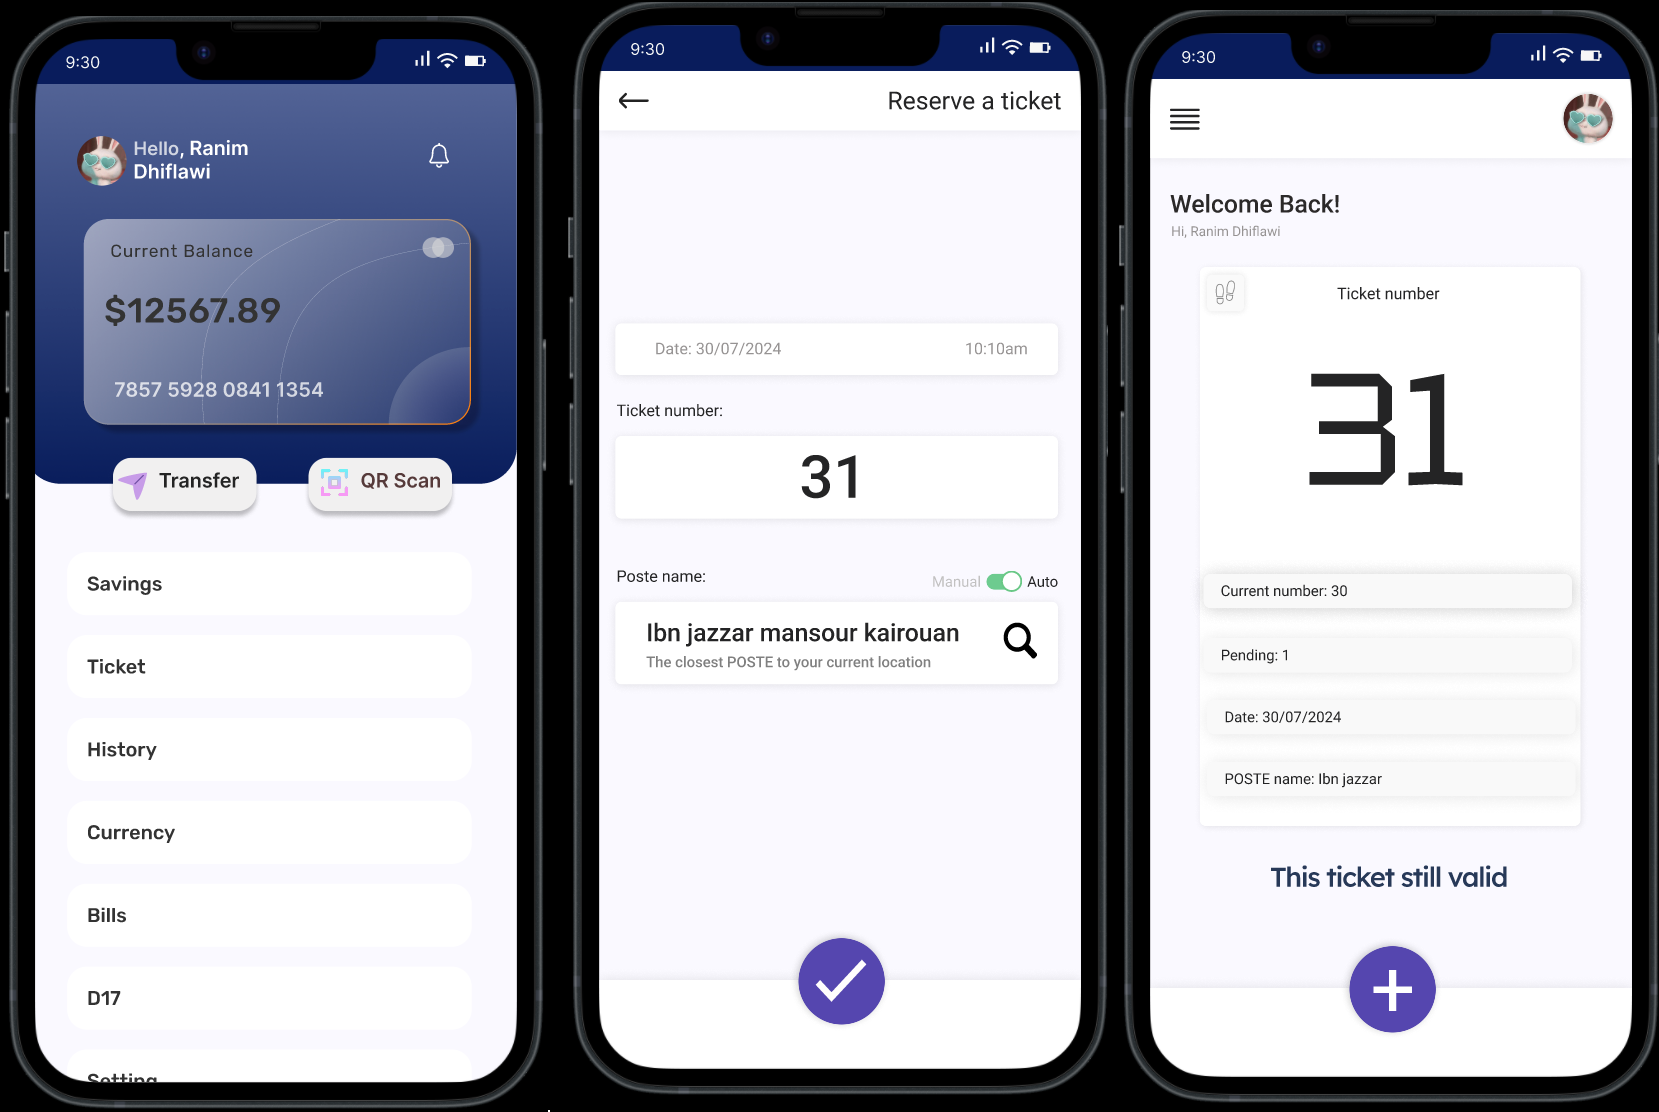 9:30
Hello, Ranim
Dhiflawi
Current Balance
$12567.89
7857 5928 0841 1354
Transfer
QR Scan
Savings
Ticket
History
Currency
Bills
D17
Setting
9:30
Reserve a ticket
Date: 30/07/2024 10:10am
Ticket number:
31
Poste name:
Manual Auto
Ibn jazzar mansour kairouan
The closest POSTE to your current location
9:30
Welcome Back!
Hi, Ranim Dhiflawi
Ticket number
31
Current number: 30
Pending: 1
Date: 30/07/2024
POSTE name: Ibn jazzar
This ticket still valid